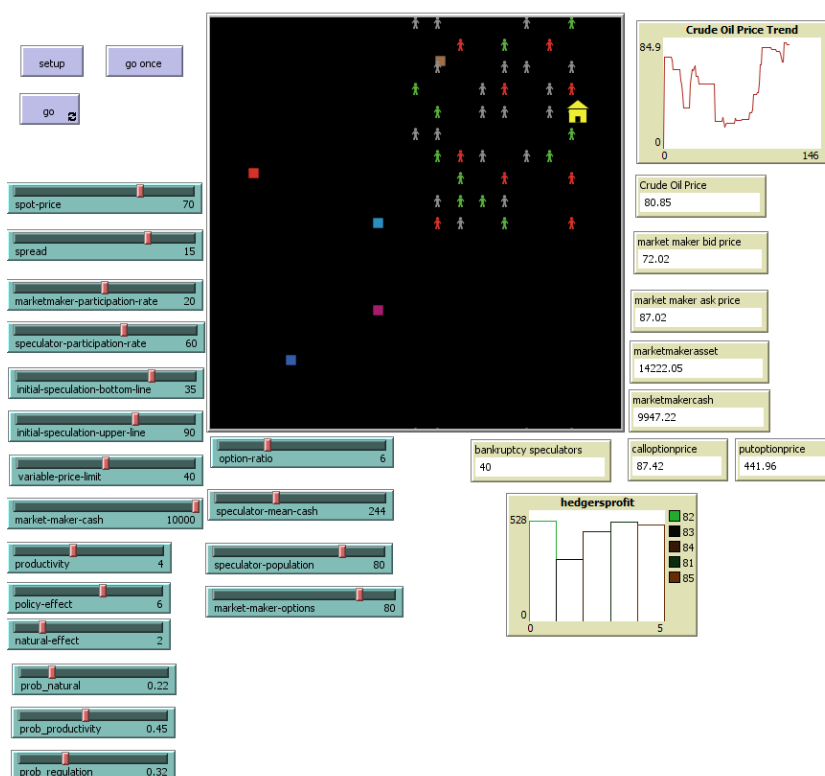 setup
go once
go
spot-price 70
spread 15
marketmaker-participation-rate 20
speculator-participation-rate 60
initial-speculation-bottom-line 35
initial-speculation-upper-line 90
variable-price-limit 40
market-maker-cash 10000
productivity 4
policy-effect 6
natural-effect 2
prob_natural 0.22
prob_productivity 0.45
prob_regulation 0.32
option-ratio 6
speculator-mean-cash 244
speculator-population 80
market-maker-options 80
Crude Oil Price Trend
84.9
0
0 146
Crude Oil Price
80.85
market maker bid price
72.02
market maker ask price
87.02
marketmakerasset
14222.05
marketmakercash
9947.22
bankruptcy speculators
40
calloptionprice
87.42
putoptionprice
441.96
hedgersprofit
528
0
0 5
82
83
84
81
85